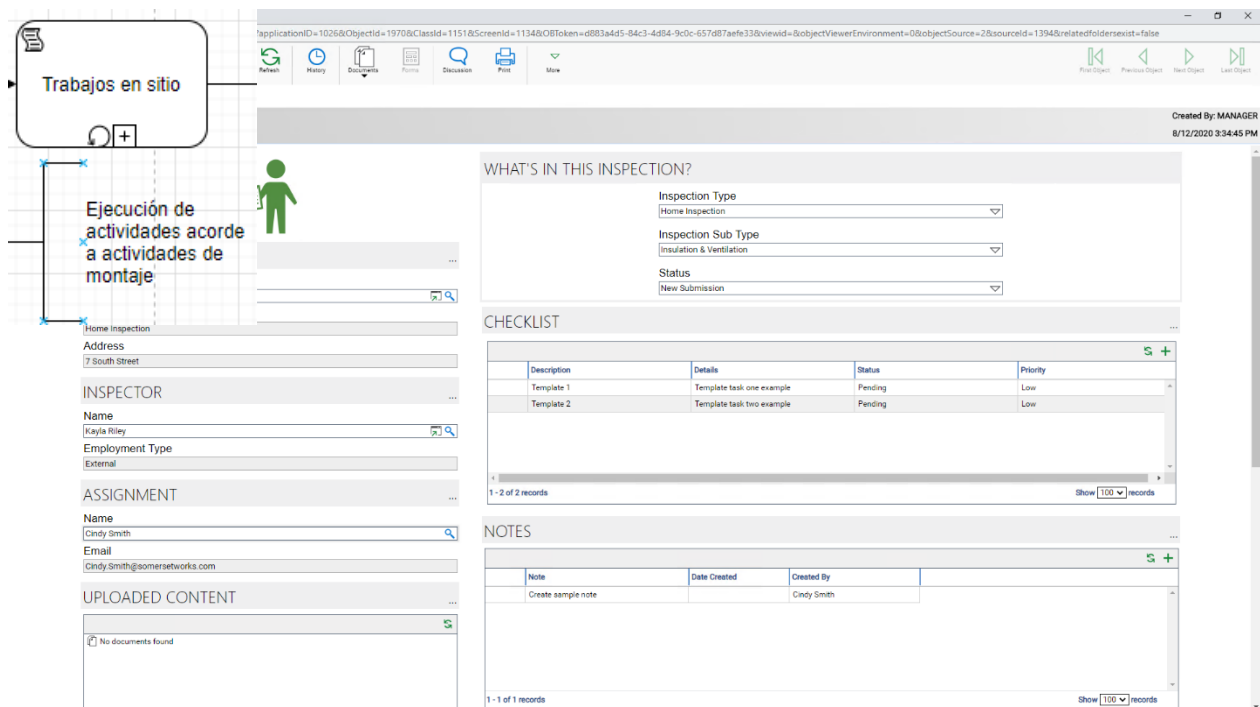 Trabajos en sitio
+
Ejecución de
actividades acorde
a actividades de
montaje
?applicationID=1026&ObjectId=1970&ClassId=1151&ScreenId=1134&OBToken=d883a4d5-84c3-4d84-9c0c-657d87aefe33&viewid=&objectViewerEnvironment=0&objectSource=2&sourceId=1394&relatedfoldersexist=false
Refresh
History
Documents
Forms
Discussion
Print
More
First Object
Previous Object
Next Object
Last Object
Created By: MANAGER
8/12/2020 3:34:45 PM
...
Home Inspection
Address
7 South Street
INSPECTOR
...
Name
Kayla Riley
Employment Type
External
ASSIGNMENT
...
Name
Cindy Smith
Email
Cindy.Smith@somersetworks.com
UPLOADED CONTENT
...
No documents found
WHAT'S IN THIS INSPECTION?
Inspection Type
Home Inspection
Inspection Sub Type
Insulation & Ventilation
Status
New Submission
CHECKLIST
...
Description Details Status Priority
Template 1 Template task one example Pending Low
Template 2 Template task two example Pending Low
1 - 2 of 2 records
Show 100 records
NOTES
...
Note Date Created Created By
Create sample note Cindy Smith
1 - 1 of 1 records
Show 100 records